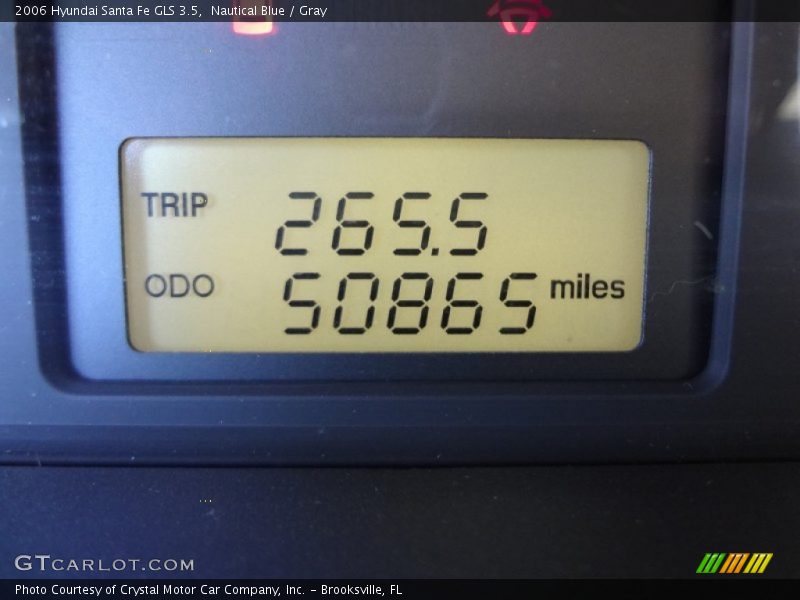 2006 Hyundai Santa Fe GLS 3.5, Nautical Blue / Gray
TRIP 265.5
ODO 50865 miles
GTCARLOT.COM
Photo Courtesy of Crystal Motor Car Company, Inc. – Brooksville, FL